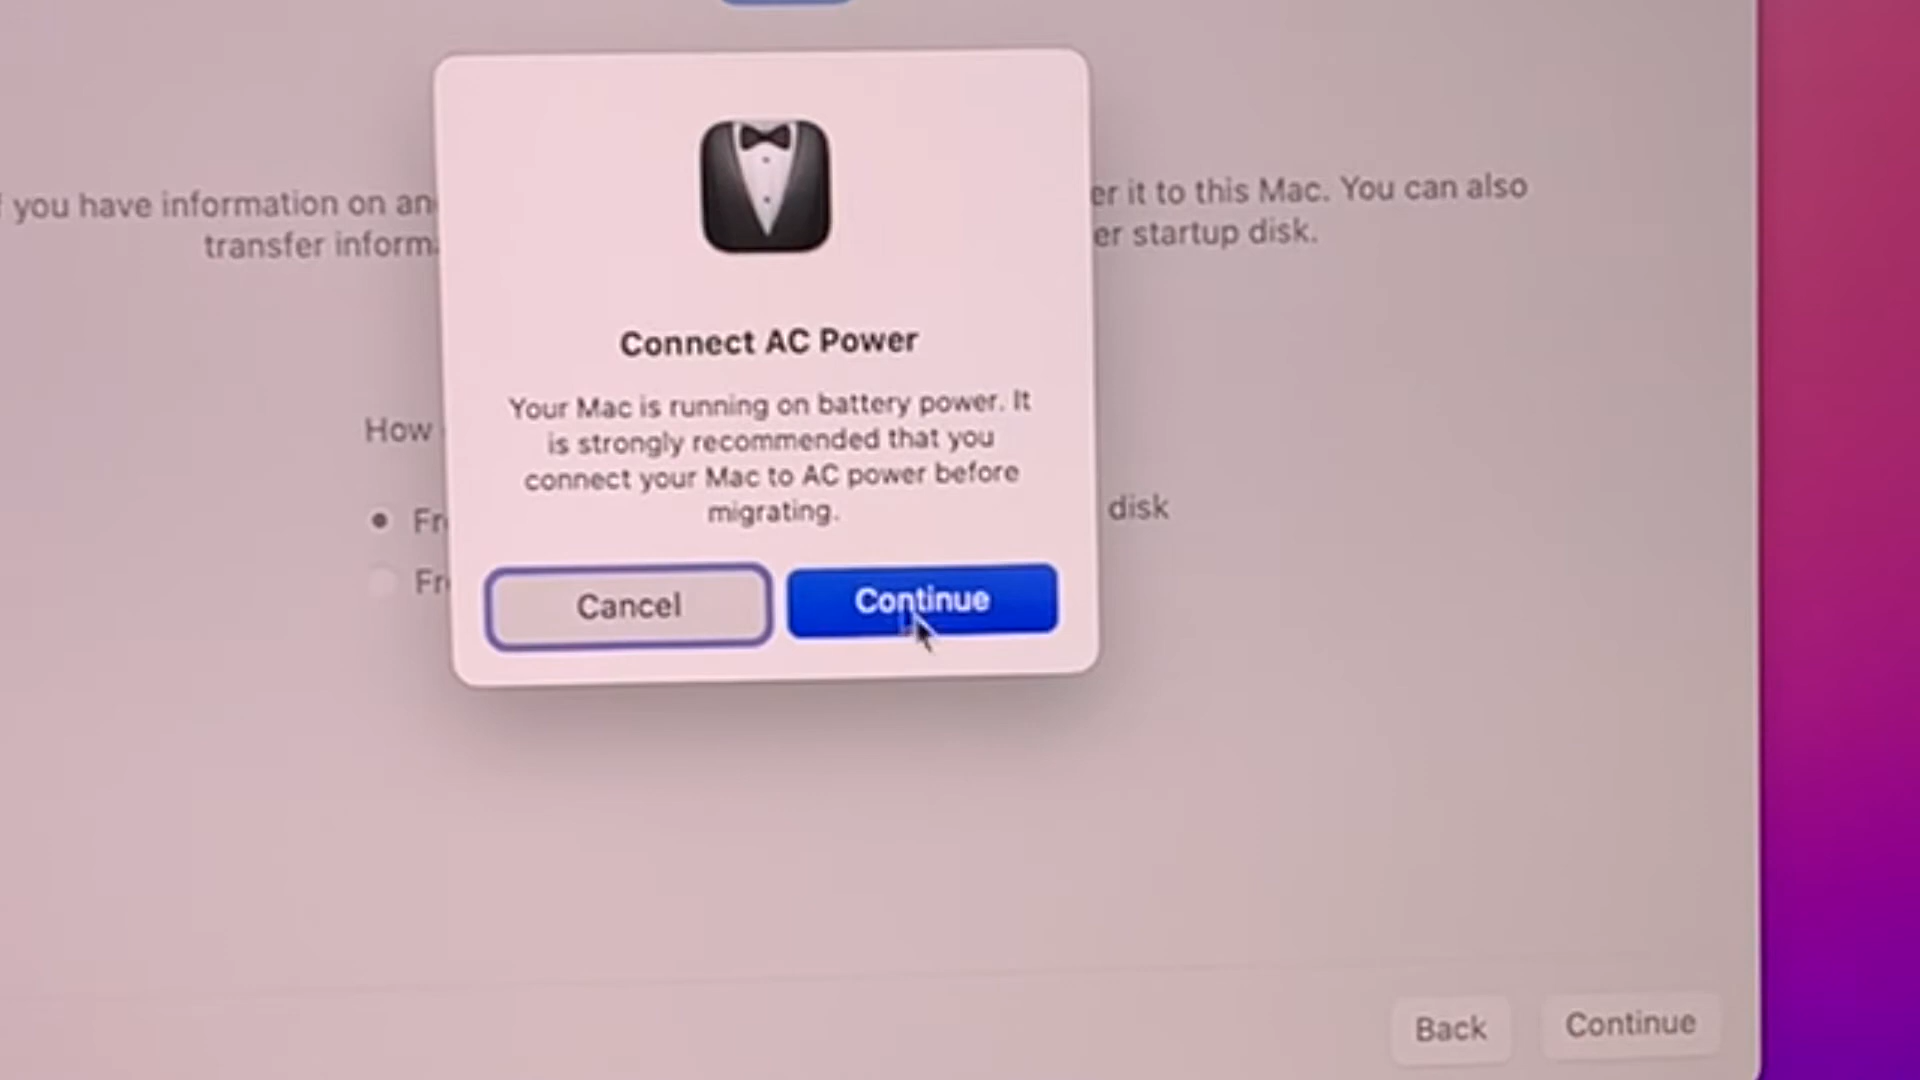 you have information on an
er it to this Mac. You can also
transfer inform
er startup disk.
Connect AC Power
Your Mac is running on battery power. It
is strongly recommended that you
connect your Mac to AC power before
migrating.
How
Fr
disk
Fr
Cancel
Continue
Back
Continue